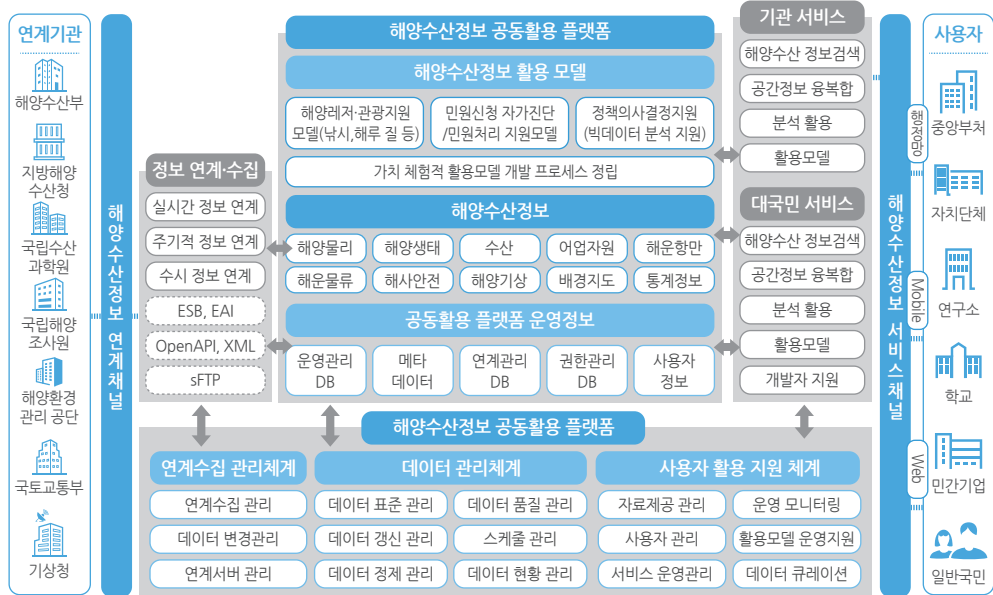 연계기관
해양수산부
지방해양
수산청
국립수산
과학원
국립해양
조사원
해양환경
관리 공단
국토교통부
기상청
해양수산정보 연계채널
정보 연계·수집
실시간 정보 연계
주기적 정보 연계
수시 정보 연계
ESB, EAI
OpenAPI, XML
sFTP
해양수산정보 공동활용 플랫폼
해양수산정보 활용 모델
해양레저·관광지원
모델(낚시,해루 질 등)
민원신청 자가진단
/민원처리 지원모델
정책의사결정지원
(빅데이터 분석 지원)
가치 체험적 활용모델 개발 프로세스 정립
해양수산정보
해양물리
해양생태
수산
어업자원
해운항만
해운물류
해사안전
해양기상
배경지도
통계정보
공동활용 플랫폼 운영정보
운영관리
DB
메타
데이터
연계관리
DB
권한관리
DB
사용자
정보
기관 서비스
해양수산 정보검색
공간정보 융복합
분석 활용
활용모델
대국민 서비스
해양수산 정보검색
공간정보 융복합
분석 활용
활용모델
개발자 지원
해양수산정보 공동활용 플랫폼
연계수집 관리체계
연계수집 관리
데이터 변경관리
연계서버 관리
데이터 관리체계
데이터 표준 관리
데이터 품질 관리
데이터 갱신 관리
스케줄 관리
데이터 정제 관리
데이터 현황 관리
사용자 활용 지원 체계
자료제공 관리
운영 모니터링
사용자 관리
활용모델 운영지원
서비스 운영관리
데이터 큐레이션
해양수산정보 서비스채널
행정망
Mobile
Web
사용자
중앙부처
자치단체
연구소
학교
민간기업
일반국민